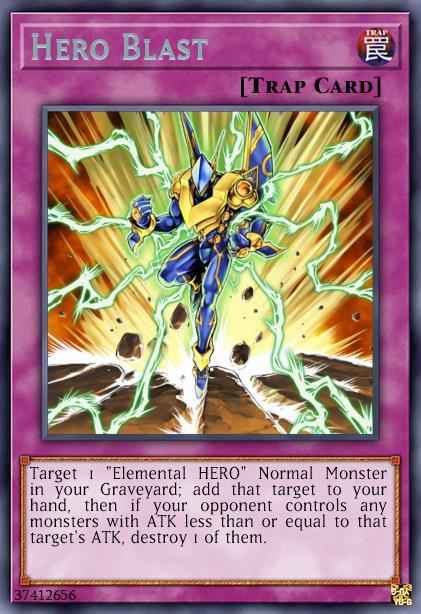 Hero Blast
TRAP
罠
[Trap Card]
Target 1 "Elemental HERO" Normal Monster
in your Graveyard; add that target to your
hand, then if your opponent controls any
monsters with ATK less than or equal to that
target's ATK, destroy 1 of them.
37412656